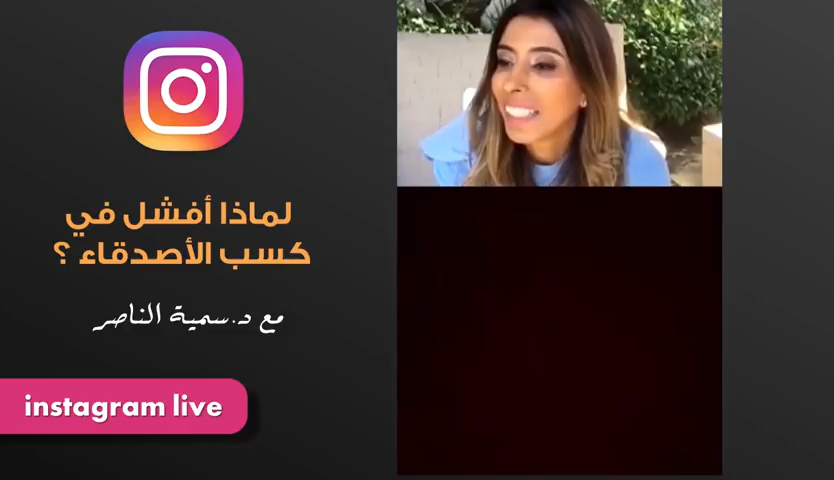 لماذا أفشل في
كسب الأصدقاء ؟
مع د.سمية الناصر
instagram live